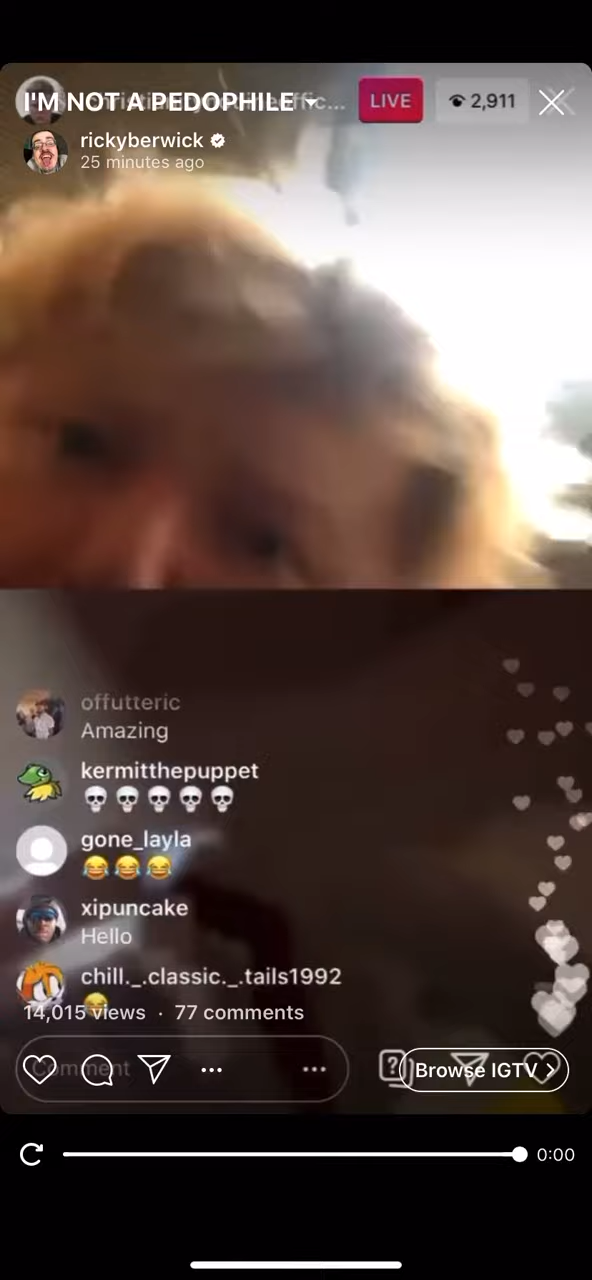 I'M NOT A PEDOPHILE
LIVE
2,911
rickyberwick
25 minutes ago
offutteric
Amazing
kermitthepuppet
💀💀💀💀💀
gone_layla
😂😂😂
xipuncake
Hello
chill._.classic._.tails1992
😂
14,015 views · 77 comments
Comment
Browse IGTV
0:00